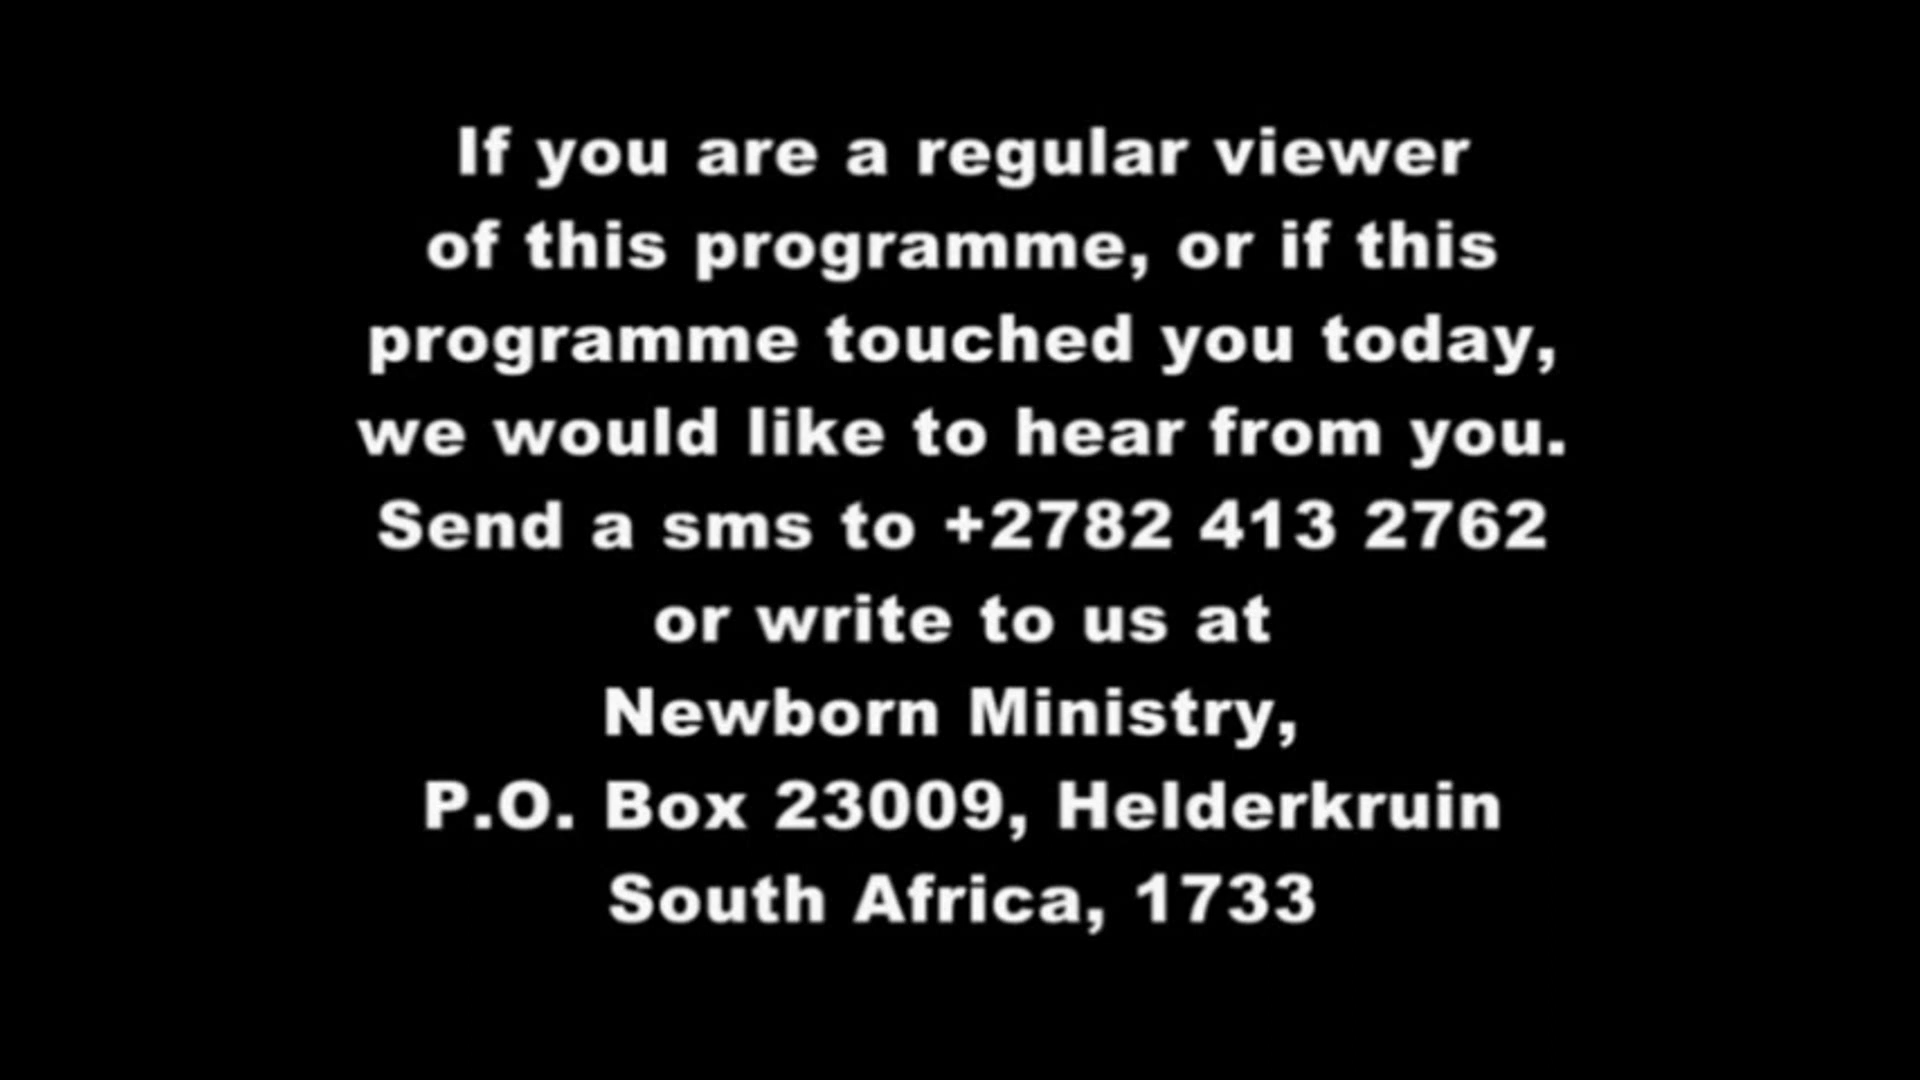 If you are a regular viewer
of this programme, or if this
programme touched you today,
we would like to hear from you.
Send a sms to +2782 413 2762
or write to us at
Newborn Ministry,
P.O. Box 23009, Helderkruin
South Africa, 1733